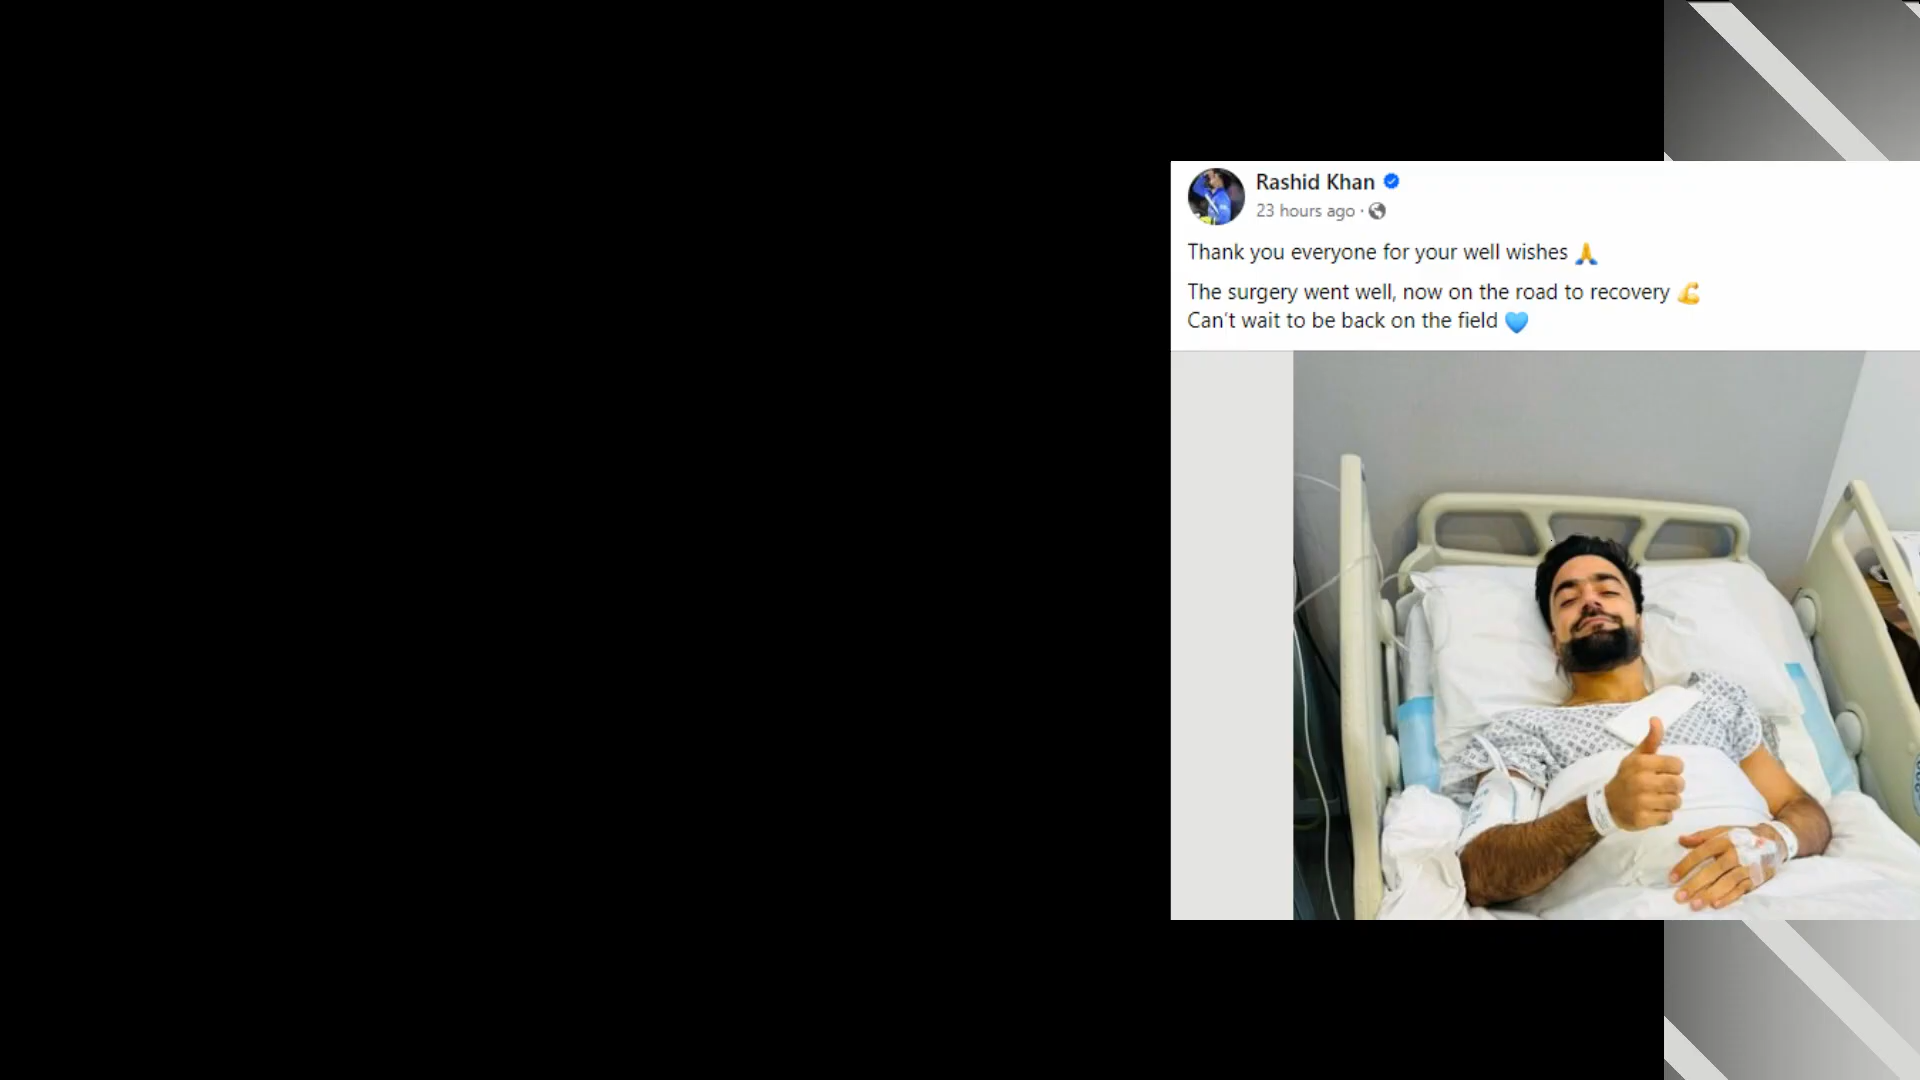 Rashid Khan
23 hours ago ·
Thank you everyone for your well wishes 🙏
The surgery went well, now on the road to recovery 💪
Can't wait to be back on the field 💙